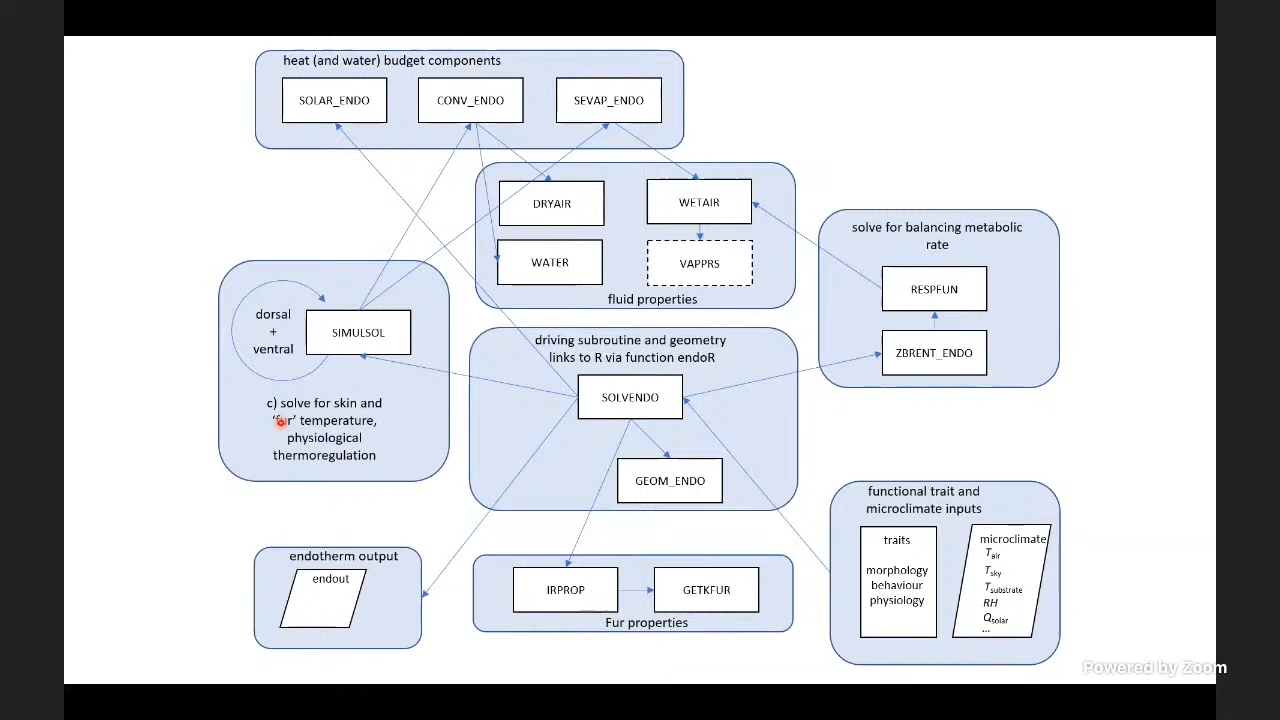 heat (and water) budget components
SOLAR_ENDO
CONV_ENDO
SEVAP_ENDO
DRYAIR
WETAIR
WATER
VAPPRS
fluid properties
solve for balancing metabolic
rate
RESPFUN
ZBRENT_ENDO
dorsal
+
ventral
SIMULSOL
c) solve for skin and
‘fur’ temperature,
physiological
thermoregulation
driving subroutine and geometry
links to R via function endoR
SOLVENDO
GEOM_ENDO
functional trait and
microclimate inputs
traits
morphology
behaviour
physiology
microclimate
Tair
Tsky
Tsubstrate
RH
Qsolar
...
endotherm output
endout
IRPROP
GETKFUR
Fur properties
Powered by Zoom